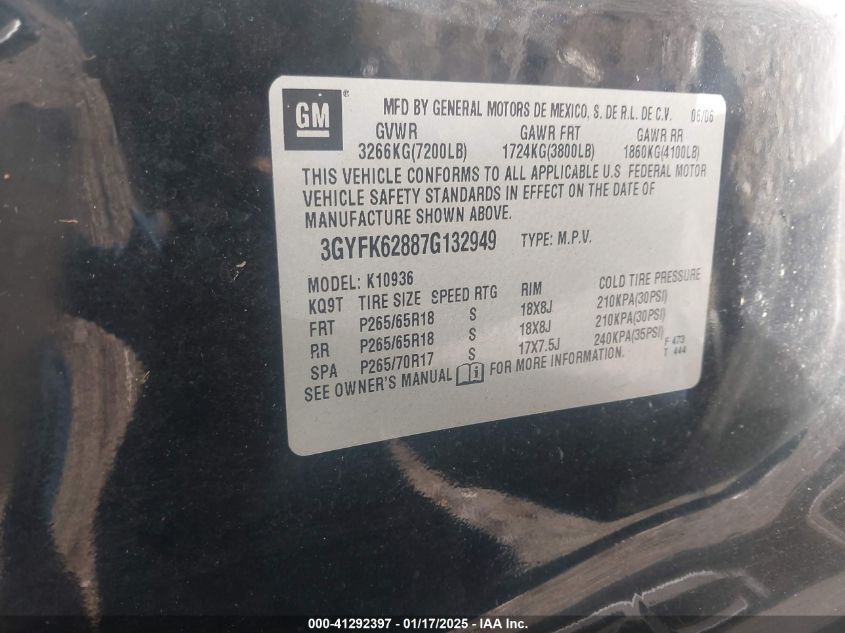 GM ® MFD BY GENERAL MOTORS DE MEXICO, S. DE R.L. DE C.V. 06/06
GVWR GAWR FRT GAWR RR
3266KG(7200LB) 1724KG(3800LB) 1860KG(4100LB)
THIS VEHICLE CONFORMS TO ALL APPLICABLE U.S FEDERAL MOTOR
VEHICLE SAFETY STANDARDS IN EFFECT ON THE DATE OF
MANUFACTURE SHOWN ABOVE.
3GYFK62887G132949 TYPE: M.P.V.
MODEL: K10936
KQ9T TIRE SIZE SPEED RTG RIM COLD TIRE PRESSURE
FRT P265/65R18 S 18X8J 210KPA(30PSI)
RR P265/65R18 S 18X8J 210KPA(30PSI)
SPA P265/70R17 S 17X7.5J 240KPA(35PSI)
SEE OWNER'S MANUAL i FOR MORE INFORMATION.
F 473
T 444
000-41292397 - 01/17/2025 - IAA Inc.